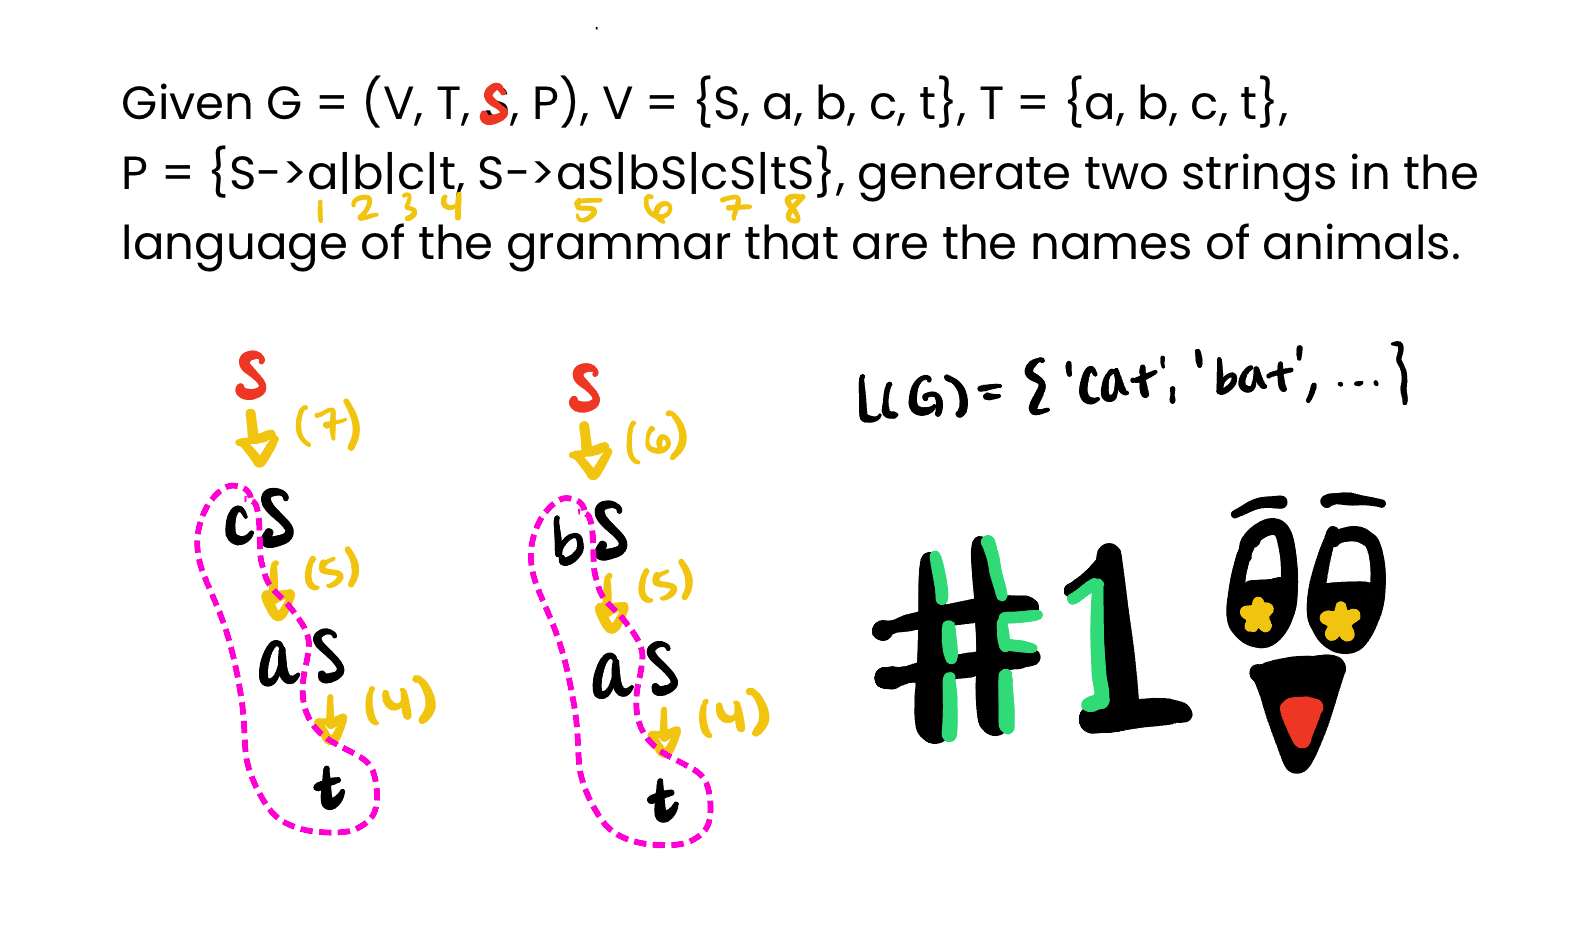 Given G = (V, T, S, P), V = {S, a, b, c, t}, T = {a, b, c, t},
P = {S->a|b|c|t, S->aS|bS|cS|tS}, generate two strings in the
1 2 3 4 5 6 7 8
language of the grammar that are the names of animals.
S
(7)
cS
(5)
aS
(4)
t
S
(6)
bS
(5)
aS
(4)
t
L(G) = { 'cat', 'bat', ... }
#1